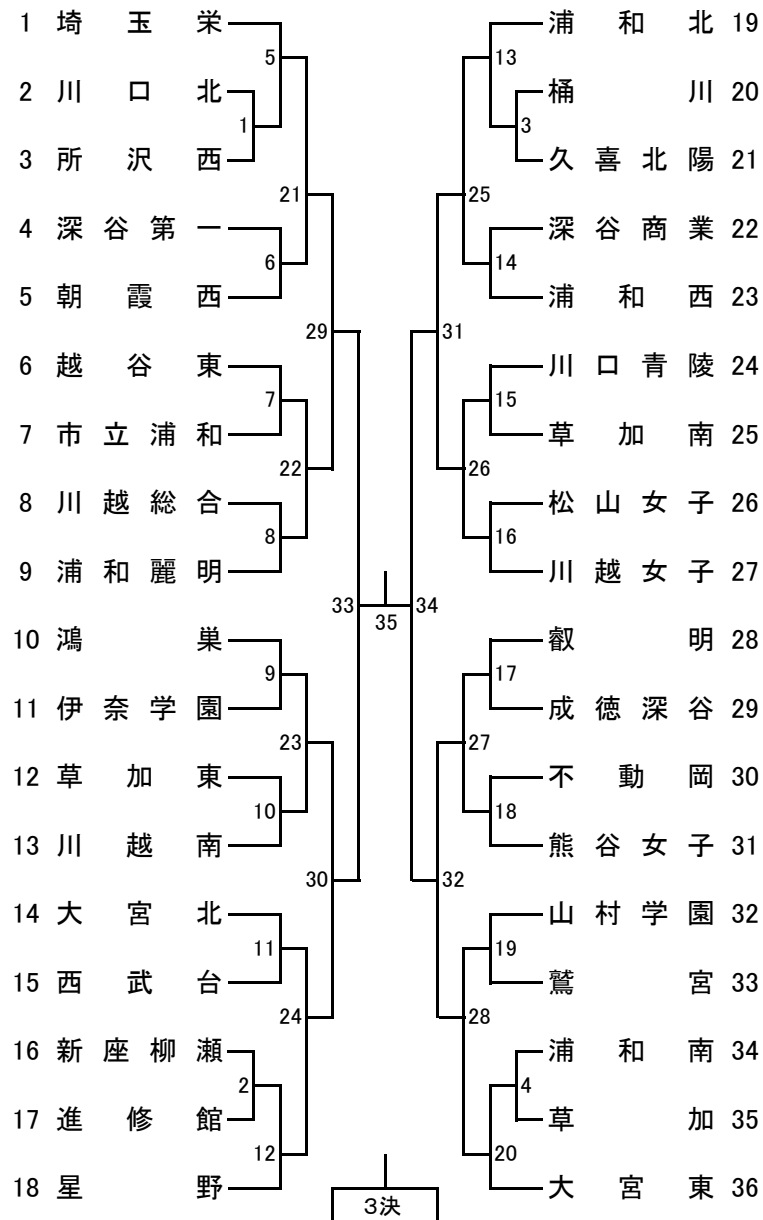 1 埼玉栄 浦和北 19
5 13
2 川口北 桶川 20
1 3
3 所沢西 久喜北陽 21
21 25
4 深谷第一 深谷商業 22
6 14
5 朝霞西 浦和西 23
29 31
6 越谷東 川口青陵 24
7 15
7 市立浦和 草加南 25
22 26
8 川越総合 松山女子 26
8 16
9 浦和麗明 川越女子 27
33 35 34
10 鴻巣 叡明 28
9 17
11 伊奈学園 成徳深谷 29
23 27
12 草加東 不動岡 30
10 18
13 川越南 熊谷女子 31
30 32
14 大宮北 山村学園 32
11 19
15 西武台 鷲宮 33
24 28
16 新座柳瀬 浦和南 34
2 4
17 進修館 草加 35
12 20
18 星野 大宮東 36
3決